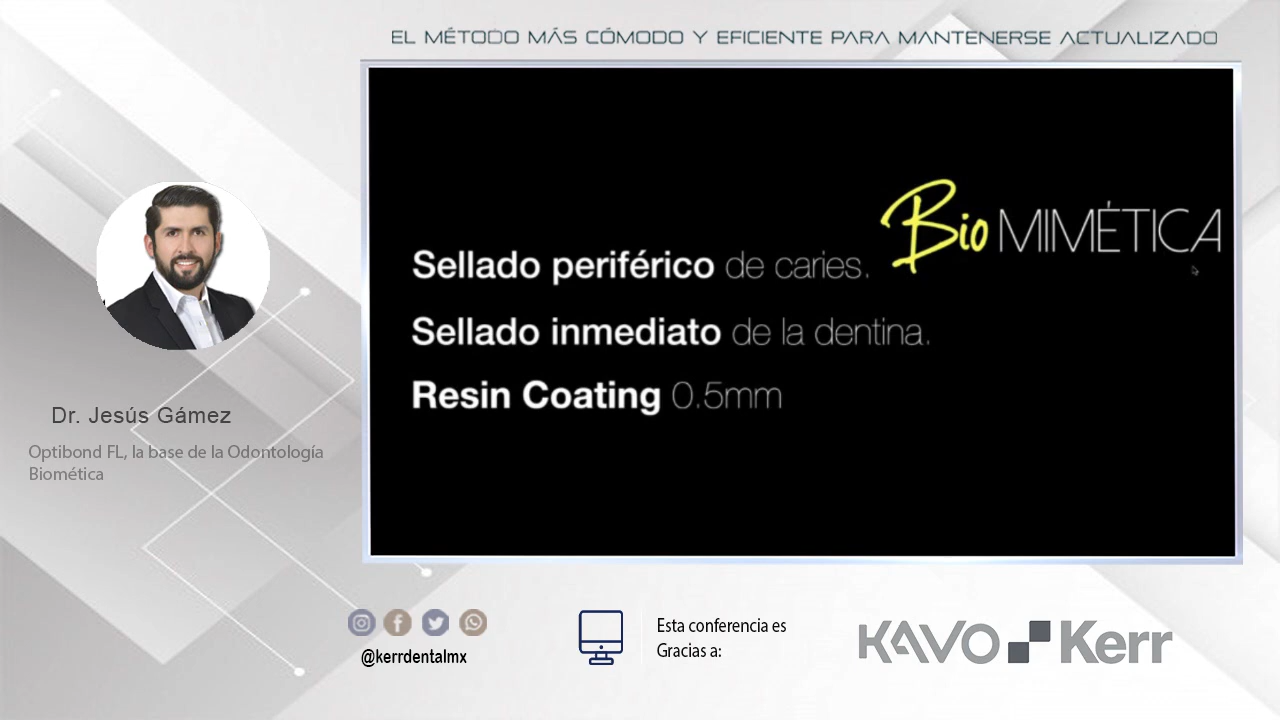 EL MÉTODO MÁS CÓMODO Y EFICIENTE PARA MANTENERSE ACTUALIZADO
BioMIMÉTICA
Sellado periférico de caries.
Sellado inmediato de la dentina.
Resin Coating 0.5mm
Dr. Jesús Gámez
Optibond FL, la base de la Odontología
Biomética
@kerrdentalmx
Esta conferencia es
Gracias a:
KAVO Kerr